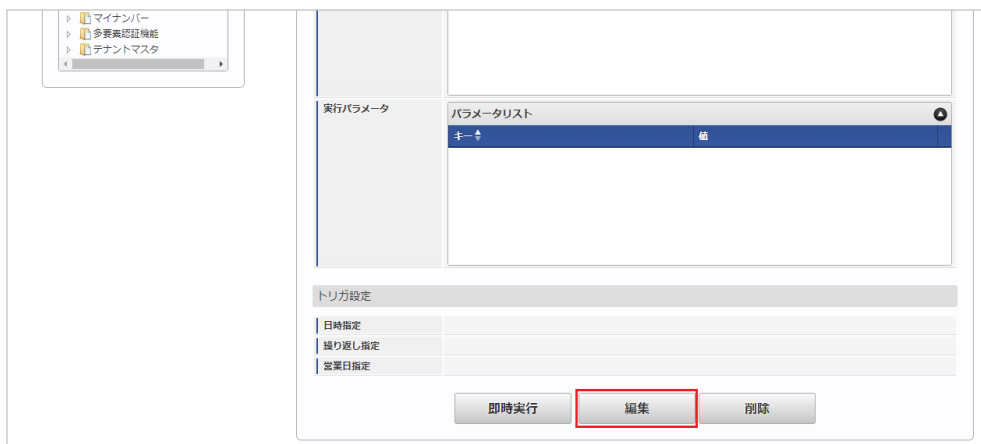 マイナンバー
多要素認証機能
テナントマスタ
実行パラメータ
パラメータリスト
キー 値
トリガ設定
日時指定
繰り返し指定
営業日指定
即時実行 編集 削除